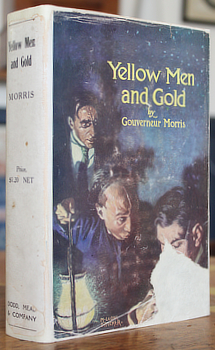 Yellow Men
and Gold
MORRIS
Price,
$1.20 NET
DODD, MEAD
& COMPANY
Yellow Men
and Gold
by
Gouverneur Morris